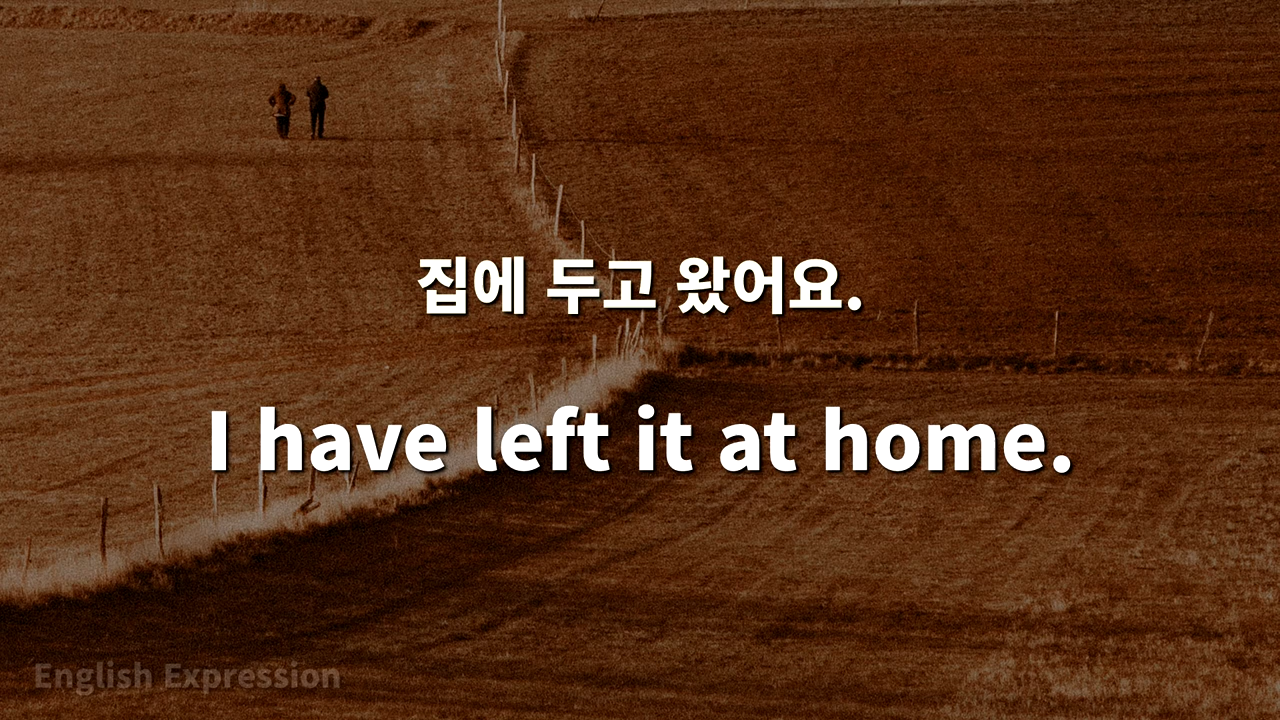 집에 두고 왔어요.
I have left it at home.
English Expression